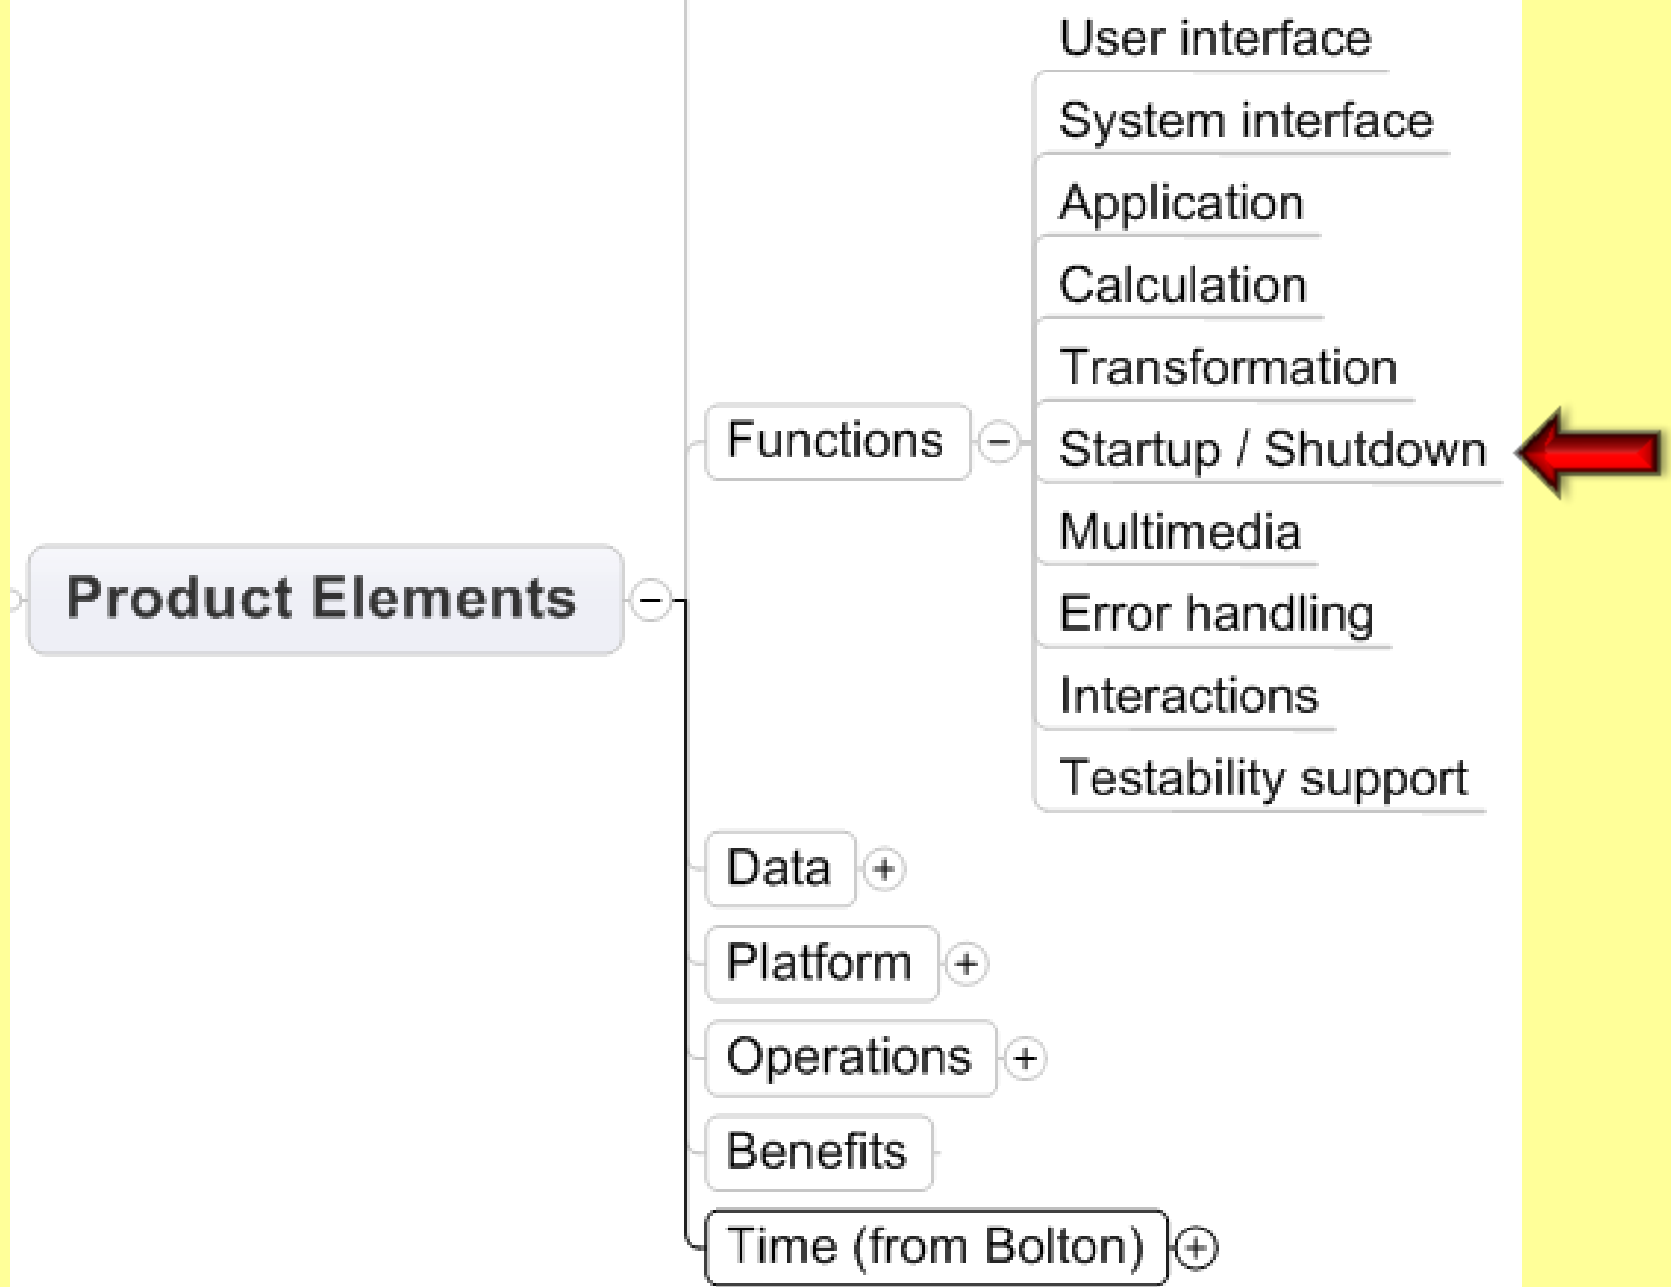 User interface
System interface
Application
Calculation
Transformation
Functions
Startup / Shutdown
Multimedia
Product Elements
Error handling
Interactions
Testability support
Data
Platform
Operations
Benefits
Time (from Bolton)